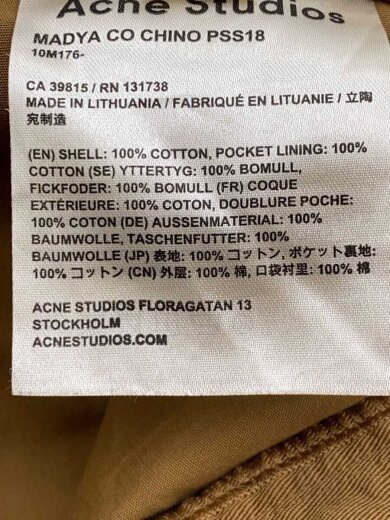 Acne Studios
MADYA CO CHINO PSS18
10M176-
CA 39815 / RN 131738
MADE IN LITHUANIA / FABRIQUÉ EN LITUANIE / 立陶
宛制造
(EN) SHELL: 100% COTTON, POCKET LINING: 100%
COTTON (SE) YTTERTYG: 100% BOMULL,
FICKFODER: 100% BOMULL (FR) COQUE
EXTÉRIEURE: 100% COTON, DOUBLURE POCHE:
100% COTON (DE) AUSSENMATERIAL: 100%
BAUMWOLLE, TASCHENFUTTER: 100%
BAUMWOLLE (JP) 表地: 100% コットン, ポケット裏地:
100% コットン (CN) 外层: 100% 棉, 口袋衬里: 100% 棉
ACNE STUDIOS FLORAGATAN 13
STOCKHOLM
ACNESTUDIOS.COM